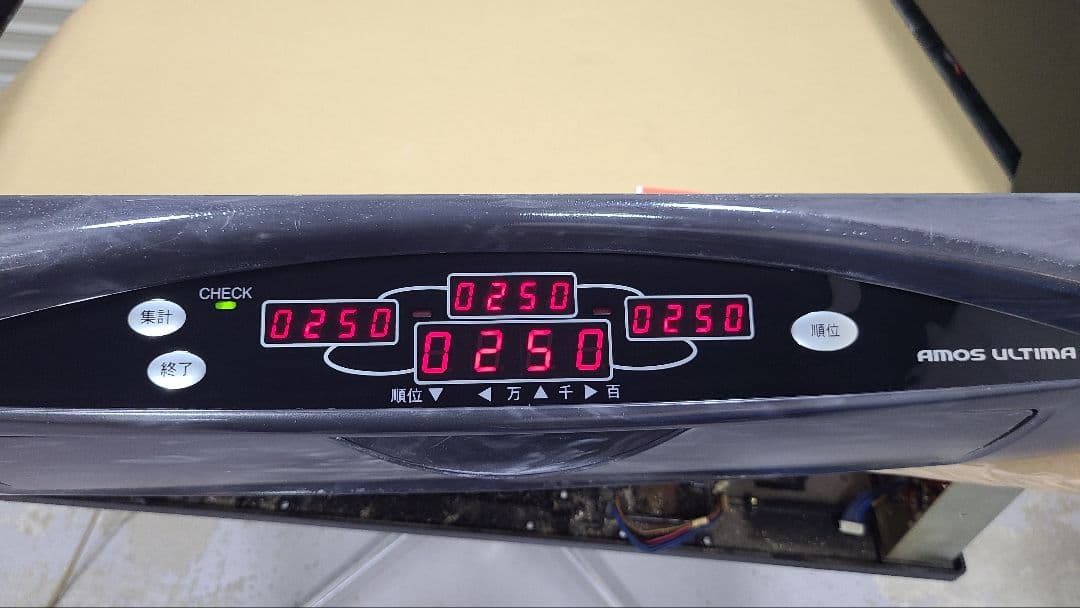 CHECK
集計
終了
0250
0250
0250
0250
順位▼ ◀ 万 ▲ 千 ▶ 百
順位
AMOS ULTIMA